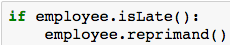 if employee.isLate():
    employee.reprimand()